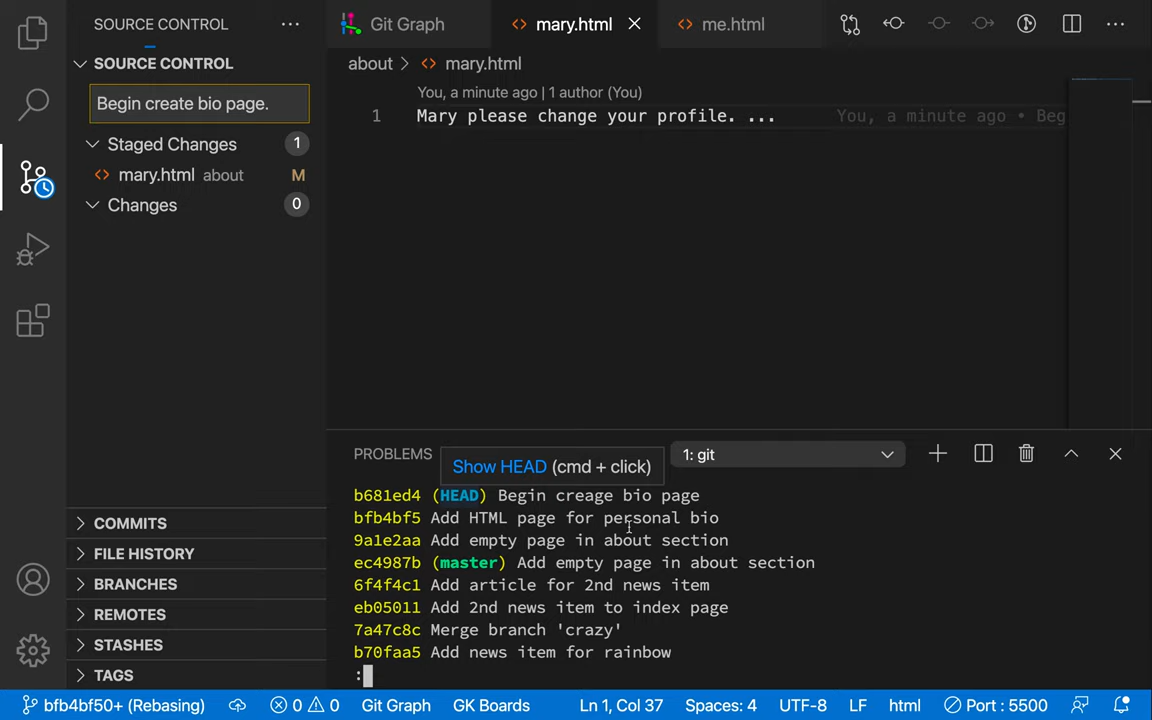 SOURCE CONTROL ...
SOURCE CONTROL
Begin create bio page.
Staged Changes 1
mary.html about M
Changes 0
COMMITS
FILE HISTORY
BRANCHES
REMOTES
STASHES
TAGS
Git Graph
mary.html
me.html
about > mary.html
You, a minute ago | 1 author (You)
1 Mary please change your profile. ... You, a minute ago • Beg
PROBLEMS
Show HEAD (cmd + click)
1: git
b681ed4 (HEAD) Begin creage bio page
bfb4bf5 Add HTML page for personal bio
9a1e2aa Add empty page in about section
ec4987b (master) Add empty page in about section
6f4f4c1 Add article for 2nd news item
eb05011 Add 2nd news item to index page
7a47c8c Merge branch 'crazy'
b70faa5 Add news item for rainbow
:
bfb4bf50+ (Rebasing) 0 0 Git Graph GK Boards Ln 1, Col 37 Spaces: 4 UTF-8 LF html Port : 5500